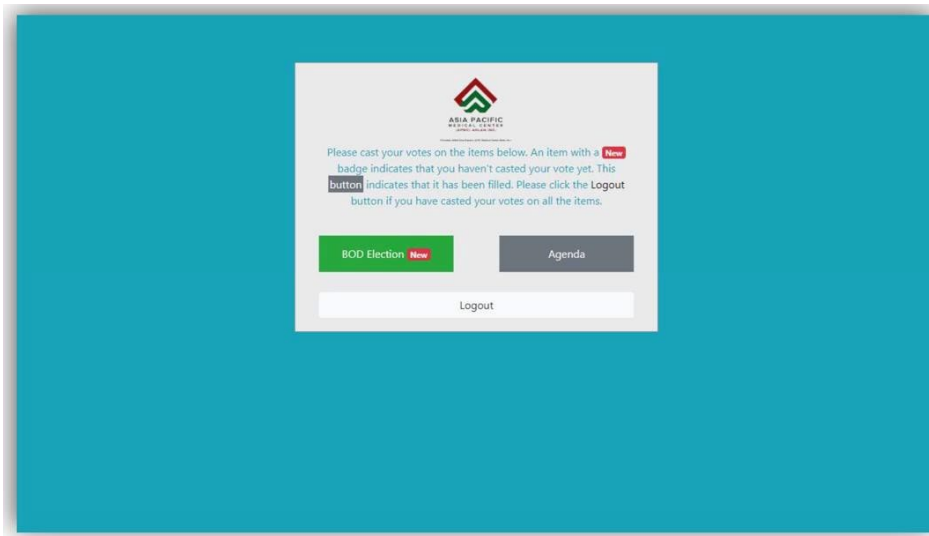 ASIA PACIFIC
MEDICAL CENTER
Please cast your votes on the items below. An item with a New
badge indicates that you haven't casted your vote yet. This
button indicates that it has been filled. Please click the Logout
button if you have casted your votes on all the items.
BOD Election New
Agenda
Logout